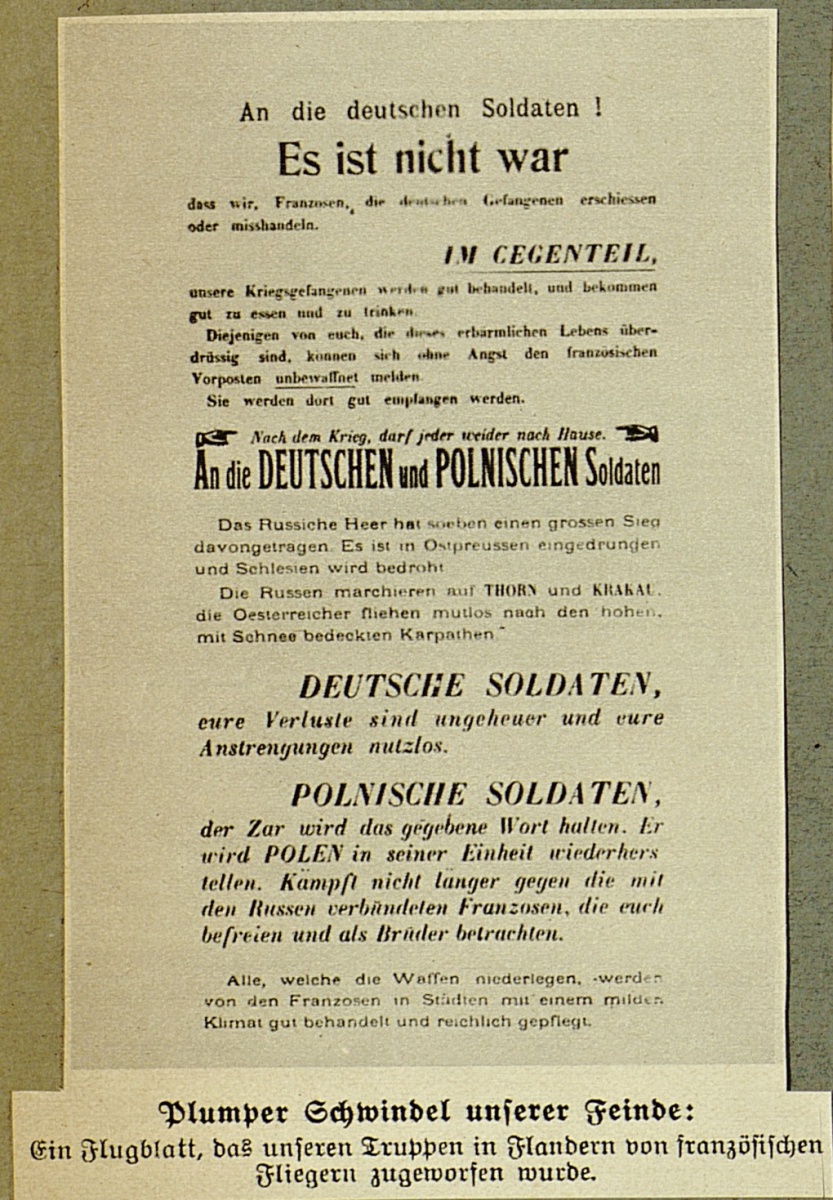 An die deutschen Soldaten !
Es ist nicht war
dass wir, Franzosen, die deutschen Gefangenen erschiessen
oder misshandeln.
IM GEGENTEIL,
unsere Kriegsgefangenen werden gut behandelt, und bekommen
gut zu essen und zu trinken.
Diejenigen von euch, die dieses erbarmlichen Lebens über-
drüssig sind, können sich ohne Angst den französischen
Vorposten unbewaffnet melden.
Sie werden dort gut empfangen werden.
Nach dem Krieg, darf jeder weider nach Hause.
An die DEUTSCHEN und POLNISCHEN Soldaten
Das Russiche Heer hat soeben einen grossen Sieg
davongetragen. Es ist in Ostpreussen eingedrungen
und Schlesien wird bedroht
Die Russen marchieren auf THORN und KRAKAU,
die Oesterreicher fliehen mutlos nach den hohen,
mit Schnee bedeckten Karpathen
DEUTSCHE SOLDATEN,
eure Verluste sind ungeheuer und eure
Anstrengungen nutzlos.
POLNISCHE SOLDATEN,
der Zar wird das gegebene Wort halten. Er
wird POLEN in seiner Einheit wiederhers
tellen. Kämpft nicht länger gegen die mit
den Russen verbündeten Franzosen, die euch
befreien und als Brüder betrachten.
Alle, welche die Waffen niederlegen, werden
von den Franzosen in Städten mit einem milden
Klimat gut behandelt und reichlich gepflegt.
Plumper Schwindel unserer Feinde:
Ein Flugblatt, das unseren Truppen in Flandern von französischen
Fliegern zugeworfen wurde.